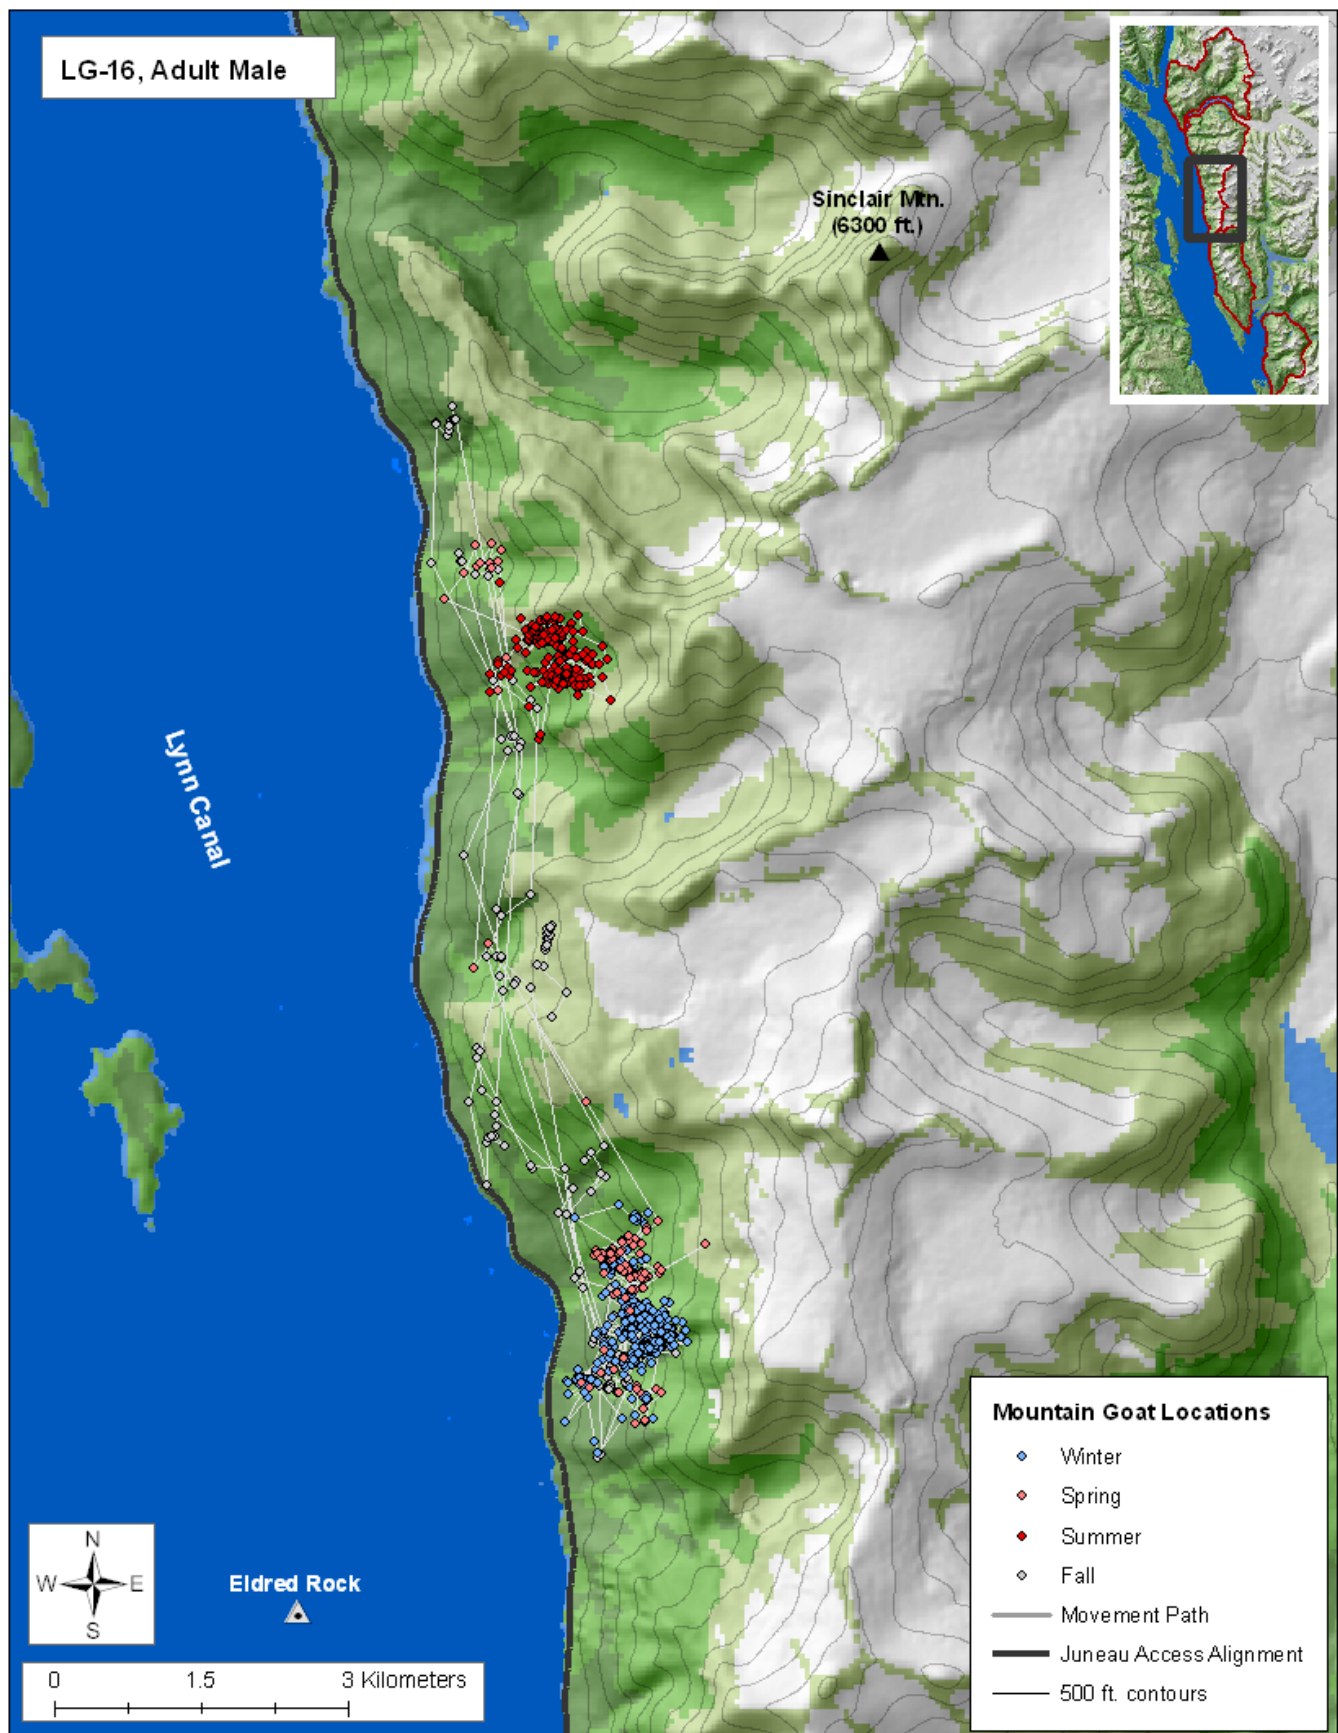 LG-16, Adult Male
Sinclair Mtn.
(6300 ft.)
Lynn Canal
Eldred Rock
N
W E
S
0 1.5 3 Kilometers
Mountain Goat Locations
Winter
Spring
Summer
Fall
Movement Path
Juneau Access Alignment
500 ft. contours